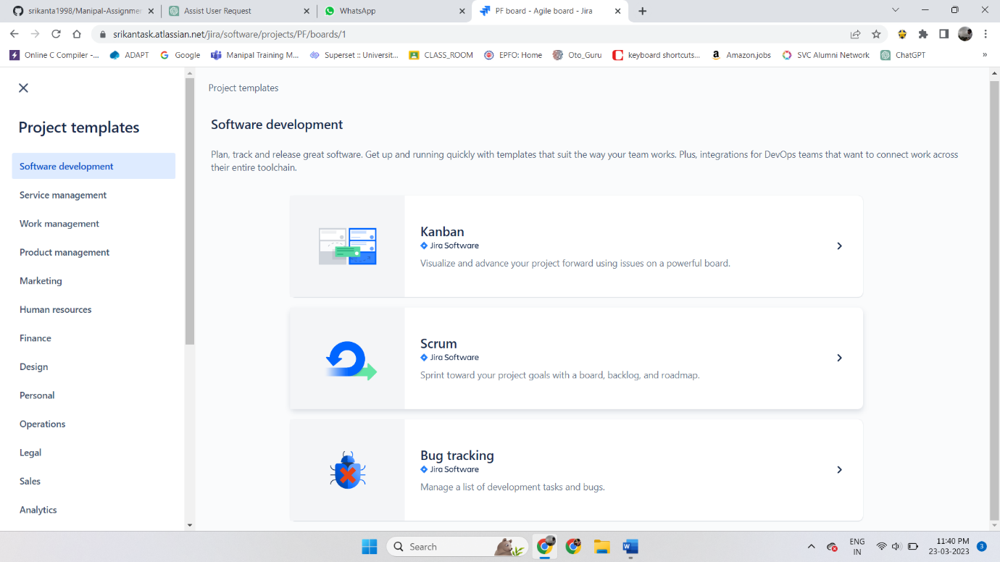 srikanta1998/Manipal-Assignme
Assist User Request
WhatsApp
PF board - Agile board - Jira
srikantask.atlassian.net/jira/software/projects/PF/boards/1
Online C Compiler -...
ADAPT
Google
Manipal Training M...
Superset :: Universit...
CLASS_ROOM
EPFO: Home
Oto_Guru
keyboard shortcuts...
Amazon.jobs
SVC Alumni Network
ChatGPT
»
Project templates
Software development
Service management
Work management
Product management
Marketing
Human resources
Finance
Design
Personal
Operations
Legal
Sales
Analytics
Project templates
Software development
Plan, track and release great software. Get up and running quickly with templates that suit the way your team works. Plus, integrations for DevOps teams that want to connect work across
their entire toolchain.
Kanban
Jira Software
Visualize and advance your project forward using issues on a powerful board.
Scrum
Jira Software
Sprint toward your project goals with a board, backlog, and roadmap.
Bug tracking
Jira Software
Manage a list of development tasks and bugs.
Search
ENG
IN
11:40 PM
23-03-2023
3